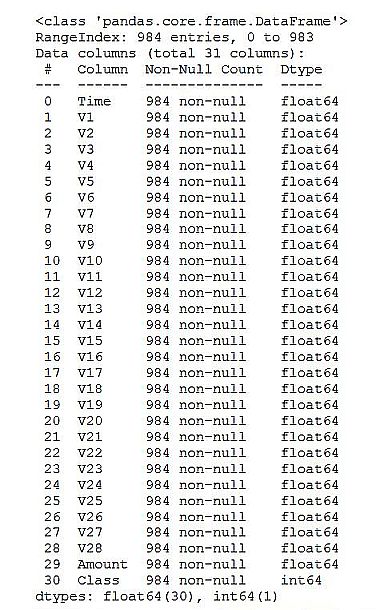 <class 'pandas.core.frame.DataFrame'>
RangeIndex: 984 entries, 0 to 983
Data columns (total 31 columns):
 #   Column  Non-Null Count  Dtype
---  ------  --------------  -----
 0   Time    984 non-null    float64
 1   V1      984 non-null    float64
 2   V2      984 non-null    float64
 3   V3      984 non-null    float64
 4   V4      984 non-null    float64
 5   V5      984 non-null    float64
 6   V6      984 non-null    float64
 7   V7      984 non-null    float64
 8   V8      984 non-null    float64
 9   V9      984 non-null    float64
 10  V10     984 non-null    float64
 11  V11     984 non-null    float64
 12  V12     984 non-null    float64
 13  V13     984 non-null    float64
 14  V14     984 non-null    float64
 15  V15     984 non-null    float64
 16  V16     984 non-null    float64
 17  V17     984 non-null    float64
 18  V18     984 non-null    float64
 19  V19     984 non-null    float64
 20  V20     984 non-null    float64
 21  V21     984 non-null    float64
 22  V22     984 non-null    float64
 23  V23     984 non-null    float64
 24  V24     984 non-null    float64
 25  V25     984 non-null    float64
 26  V26     984 non-null    float64
 27  V27     984 non-null    float64
 28  V28     984 non-null    float64
 29  Amount  984 non-null    float64
 30  Class   984 non-null    int64
dtypes: float64(30), int64(1)